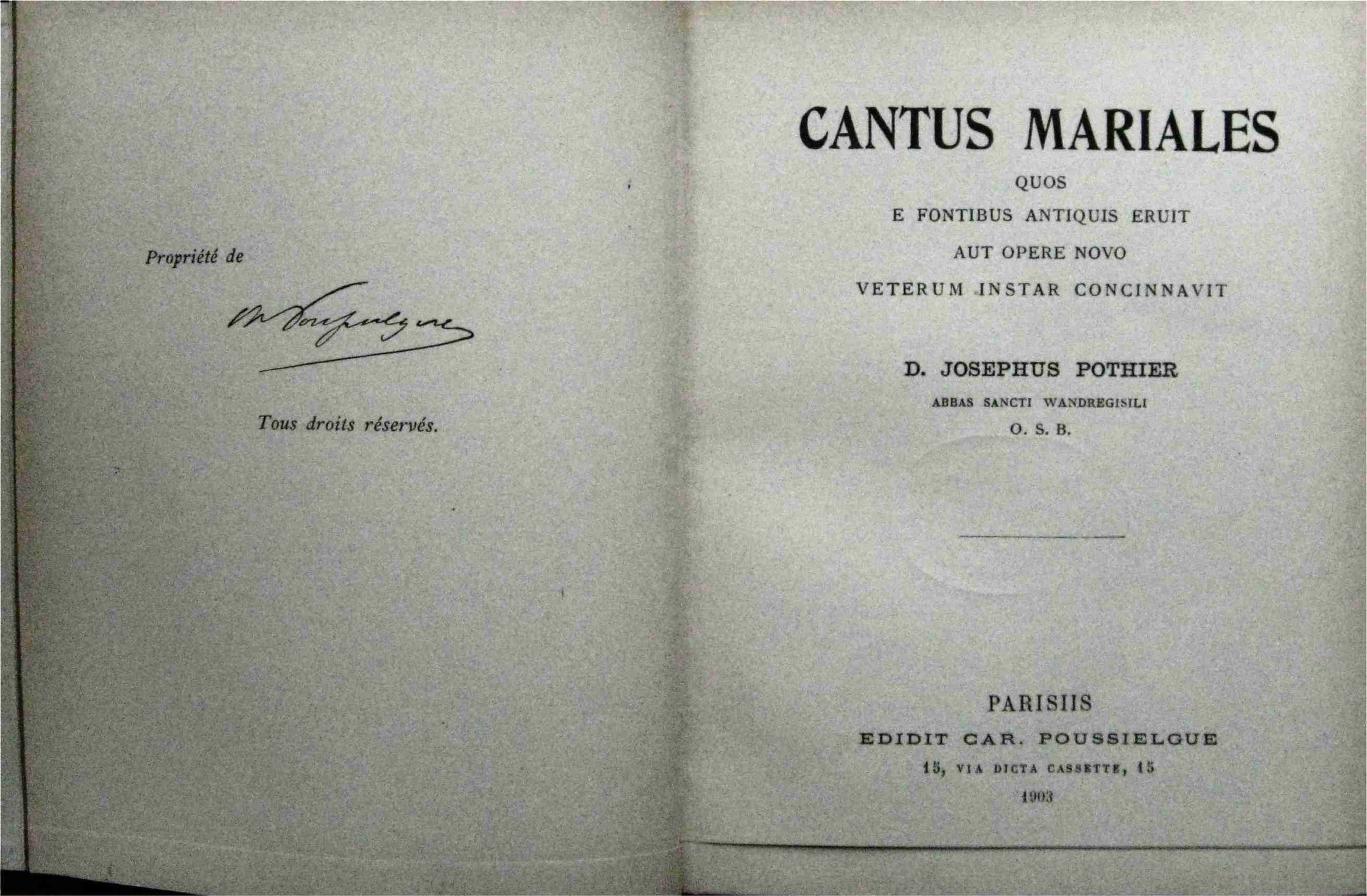 Propriété de
Tous droits réservés.
CANTUS MARIALES
QUOS
E FONTIBUS ANTIQUIS ERUIT
AUT OPERE NOVO
VETERUM INSTAR CONCINNAVIT
D. JOSEPHUS POTHIER
ABBAS SANCTI WANDREGISILI
O. S. B.
PARISIIS
EDIDIT CAR. POUSSIELGUE
15, VIA DICTA CASSETTE, 15
1903